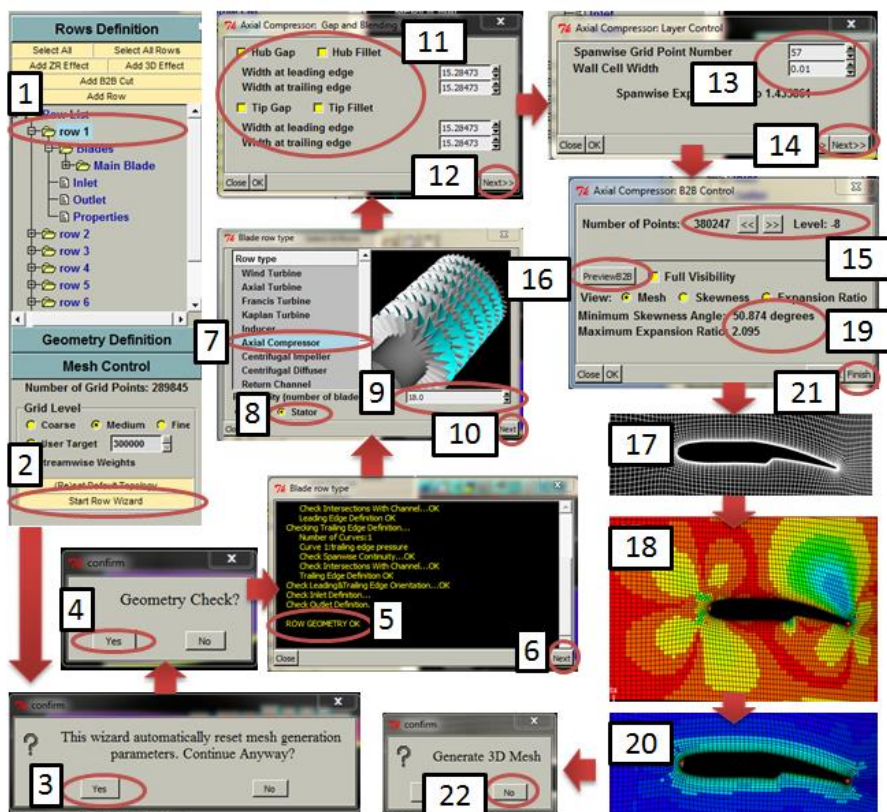 Rows Definition
Select All Select All Rows
Add ZR Effect Add 3D Effect
Add B2B Cut
Add Row
1
Row List
row 1
Blades
Main Blade
Inlet
Outlet
Properties
row 2
row 3
row 4
row 5
row 6
Geometry Definition
Mesh Control
Number of Grid Points: 289845
Grid Level
Coarse Medium Fine
User Target 300000
2
Streamwise Weights
(Re)set Default Topology
Start Row Wizard
3
confirm
This wizard automatically reset mesh generation
parameters. Continue Anyway?
Yes No
4
confirm
Geometry Check?
Yes No
5
Blade row type
Check Intersections With Channel...OK
Leading Edge Definition OK
Checking Trailing Edge Definition...
Number of Curves:1
Curve 1:trailing edge pressure
Check Spanwise Continuity...OK
Check Intersections With Channel...OK
Trailing Edge Definition OK
Check Leading&Trailing Edge Orientation...OK
Check Inlet Definition...
Check Outlet Definition.
ROW GEOMETRY OK
6
Close Next
Blade row type
Row type
Wind Turbine
Axial Turbine
Francis Turbine
Kaplan Turbine
Inducer
7
Axial Compressor
Centrifugal Impeller
Centrifugal Diffuser
Return Channel
(number of blade
9
18.0
8
Stator
10
Next
Axial Compressor: Gap and Blending
11
Hub Gap Hub Fillet
Width at leading edge 15.28473
Width at trailing edge 15.28473
Tip Gap Tip Fillet
Width at leading edge 15.28473
Width at trailing edge 15.28473
12
Close OK Next>>
Axial Compressor: Layer Control
Spanwise Grid Point Number 57
Wall Cell Width 0.01
13
Spanwise
14
Close OK Next>>
Axial Compressor: B2B Control
Number of Points: 380247 << >> Level: -8
15
16
PreviewB2B Full Visibility
View: Mesh Skewness Expansion Ratio
Minimum Skewness Angle: 50.874 degrees
Maximum Expansion Ratio: 2.095
19
Close OK Finish
21
17
18
20
confirm
Generate 3D Mesh
No
22